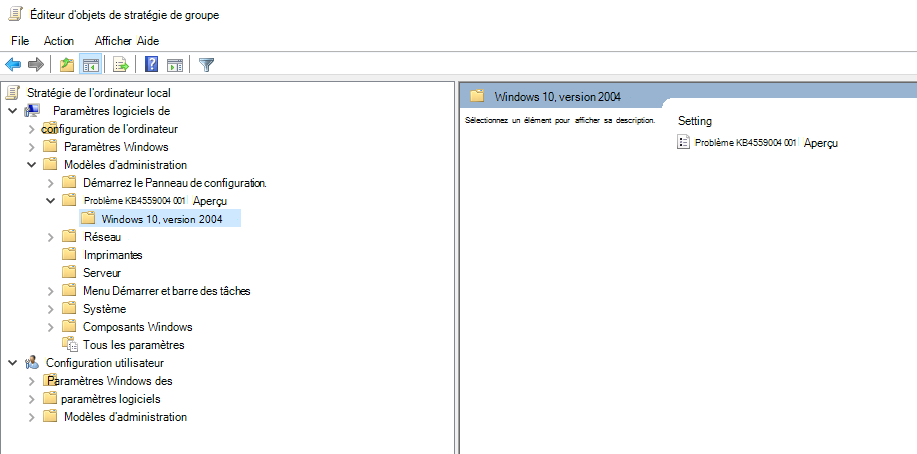 Éditeur d'objets de stratégie de groupe
File Action Afficher Aide
Stratégie de l'ordinateur local
Paramètres logiciels de
configuration de l'ordinateur
Paramètres Windows
Modèles d'administration
Démarrez le Panneau de configuration.
Problème KB4559004 001 Aperçu
Windows 10, version 2004
Réseau
Imprimantes
Serveur
Menu Démarrer et barre des tâches
Système
Composants Windows
Tous les paramètres
Configuration utilisateur
Paramètres Windows des
paramètres logiciels
Modèles d'administration
Windows 10, version 2004
Sélectionnez un élément pour afficher sa description.
Setting
Problème KB4559004 001 Aperçu